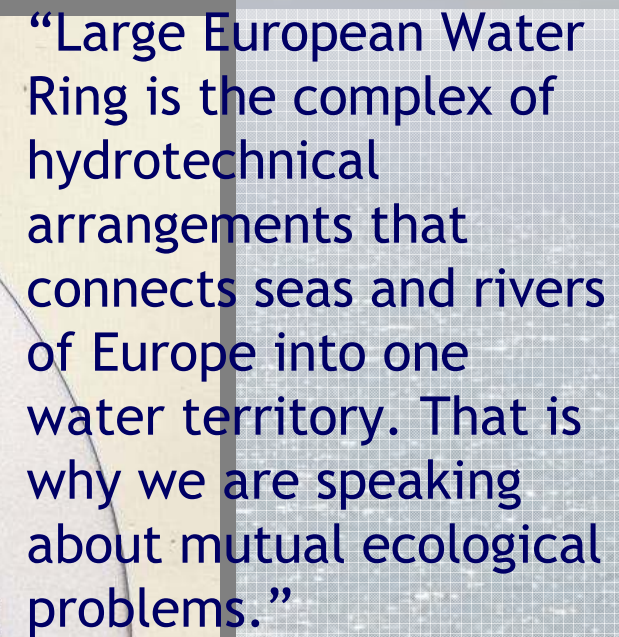 “Large European Water
Ring is the complex of
hydrotechnical
arrangements that
connects seas and rivers
of Europe into one
water territory. That is
why we are speaking
about mutual ecological
problems.”